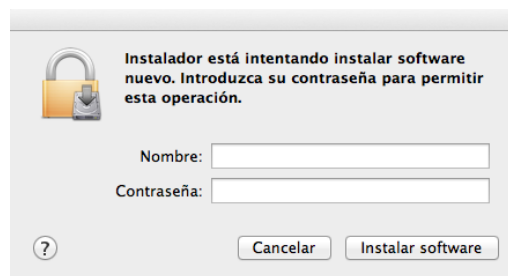 Instalador está intentando instalar software
nuevo. Introduzca su contraseña para permitir
esta operación.
Nombre:
Contraseña:
?
Cancelar
Instalar software